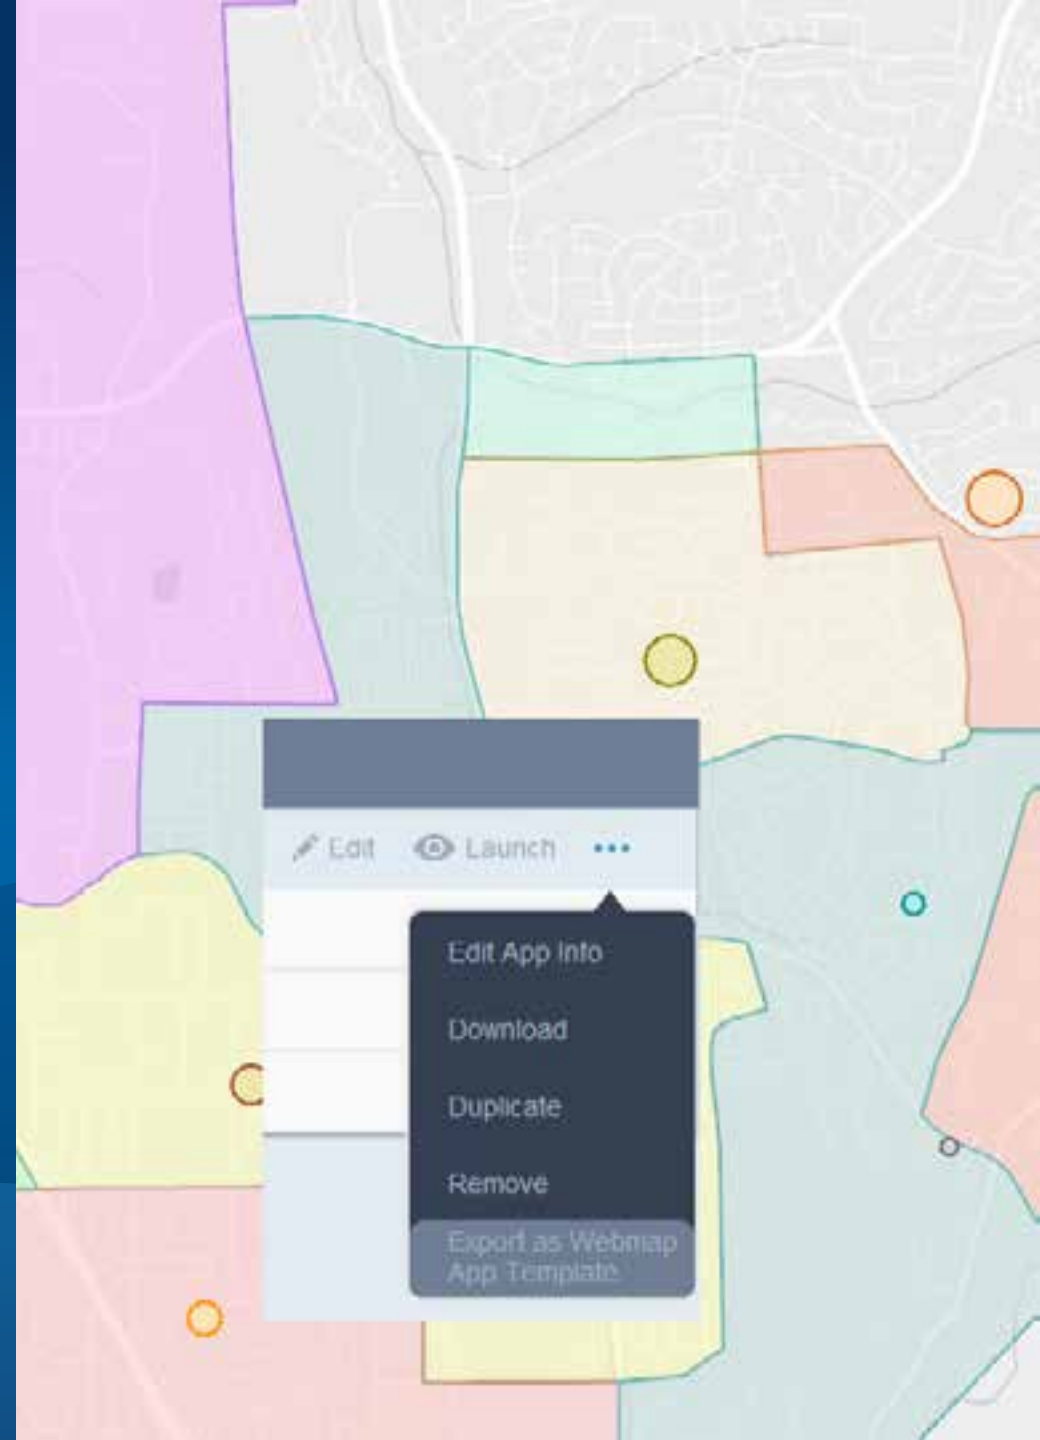 Edit Launch •••
Edit App Info
Download
Duplicate
Remove
Export as Webmap
App Template